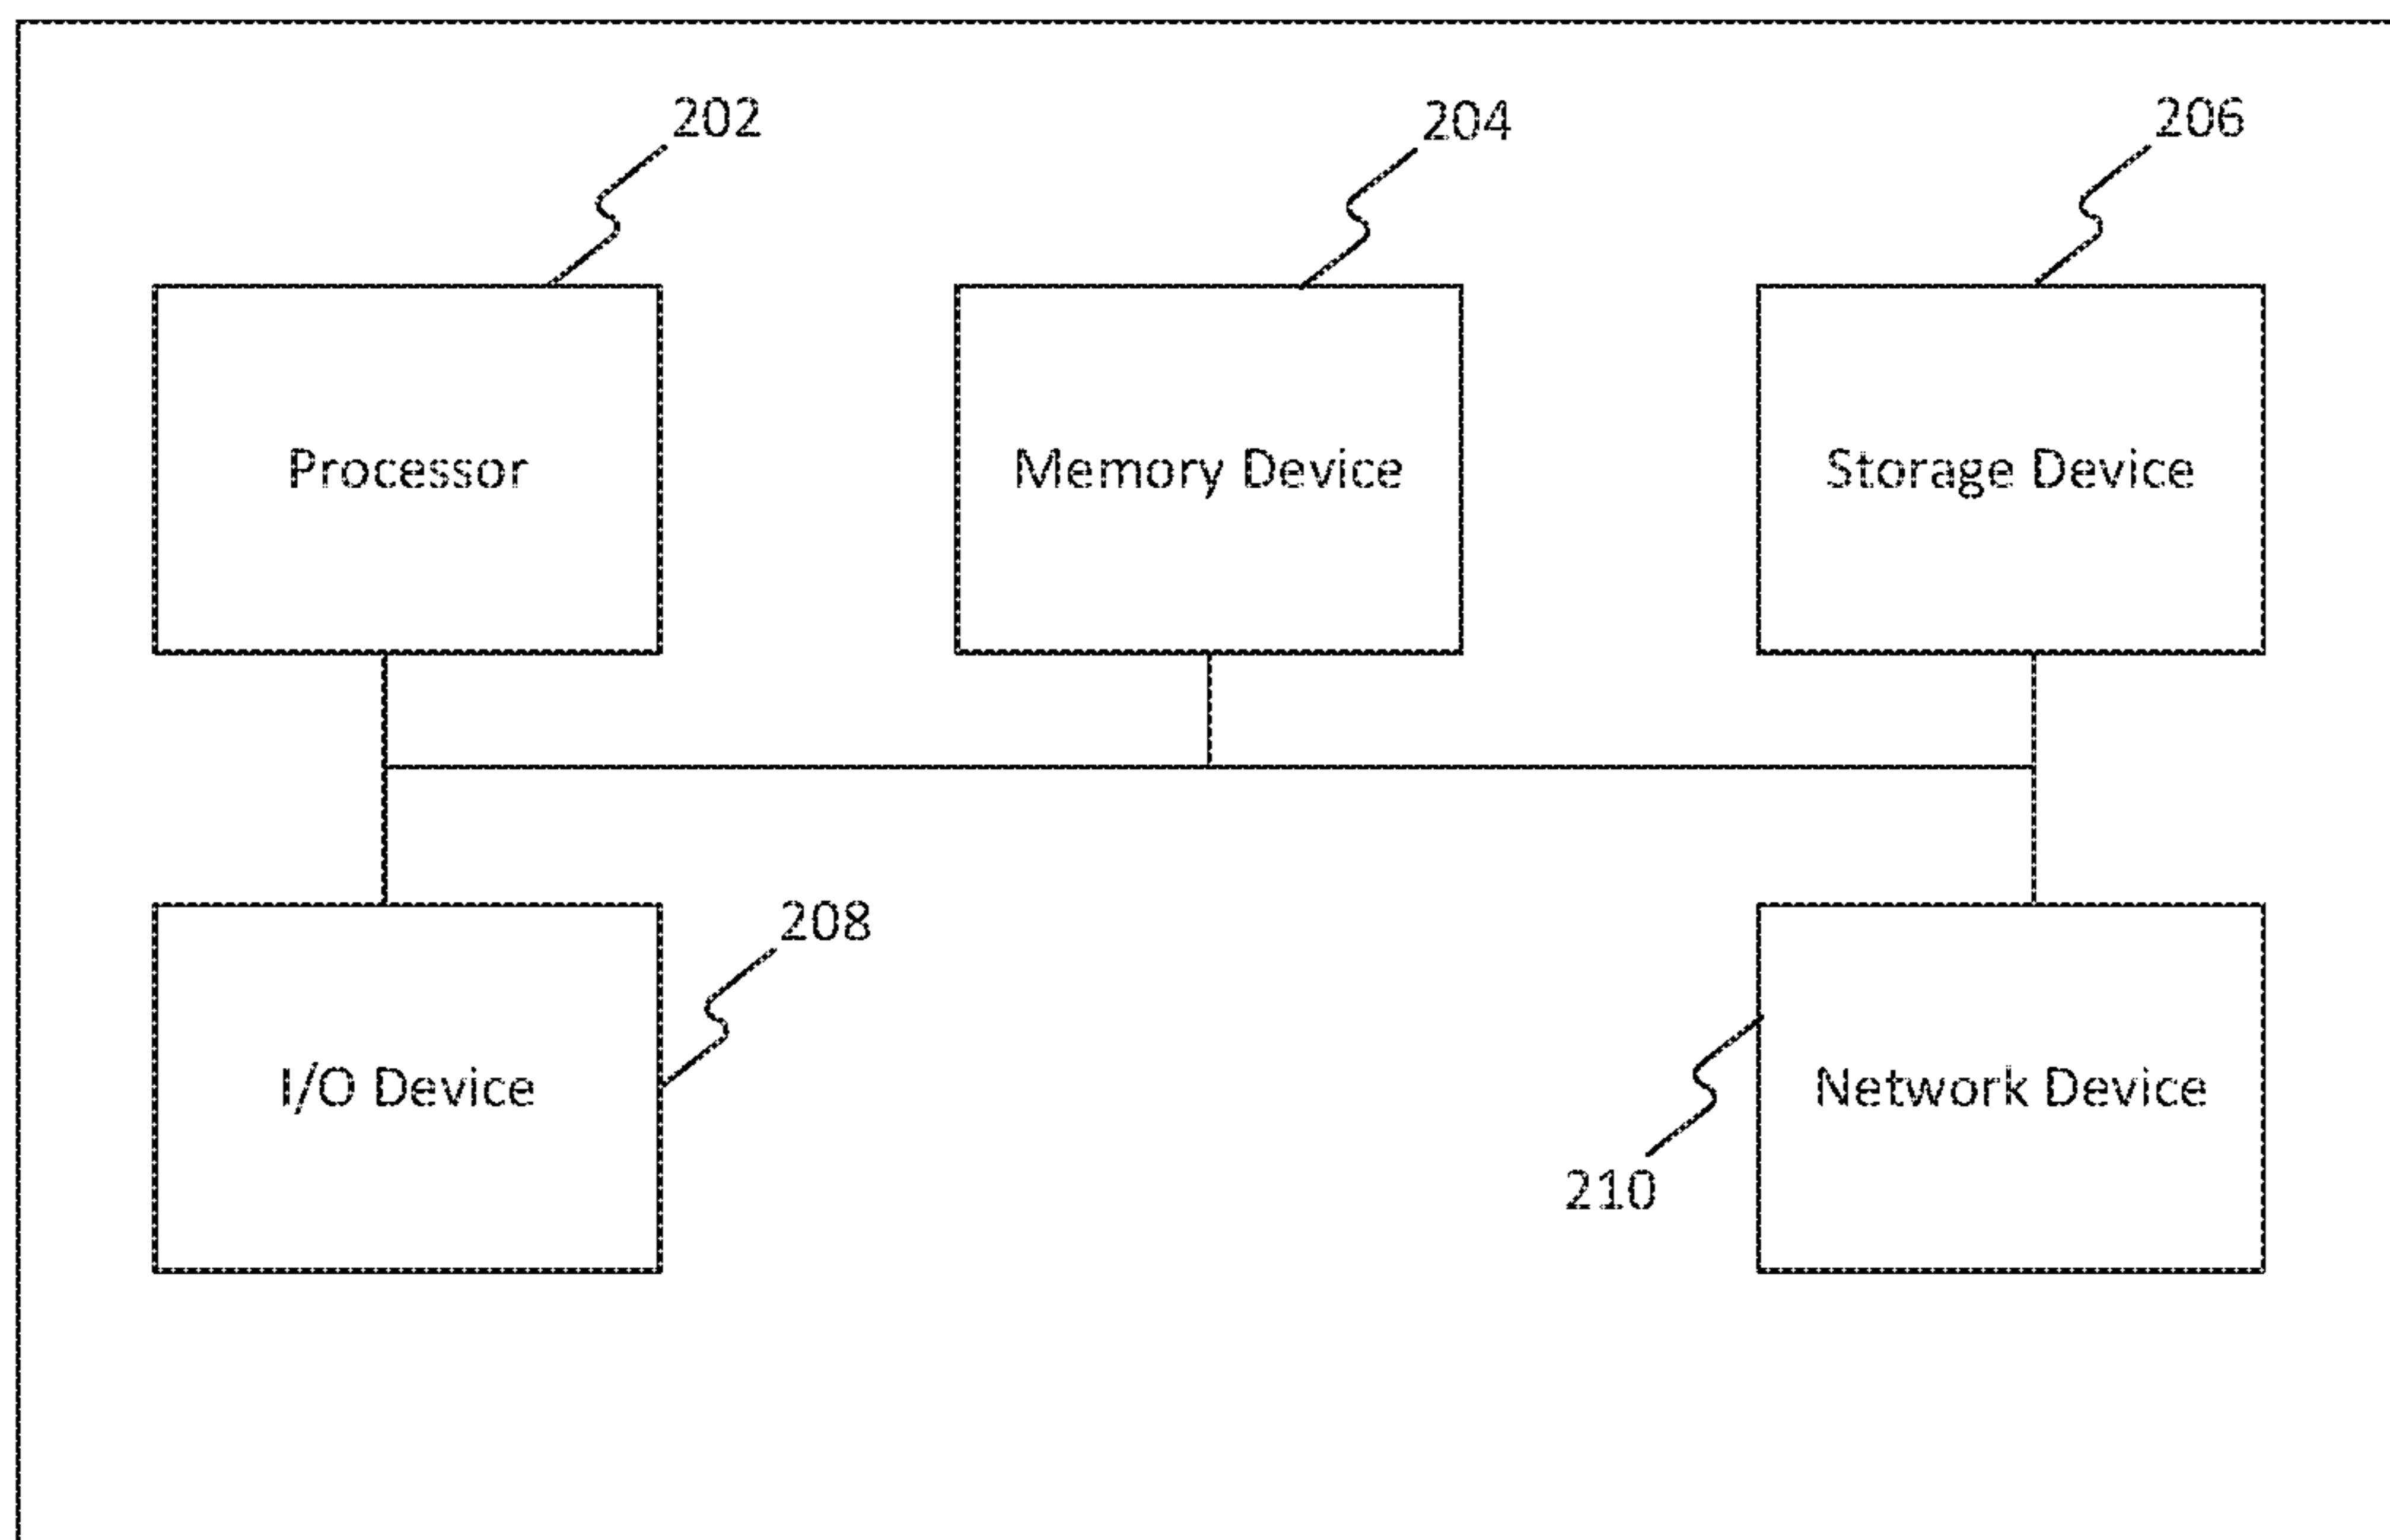 202
204
206
Processor
Memory Device
Storage Device
208
I/O Device
Network Device
210